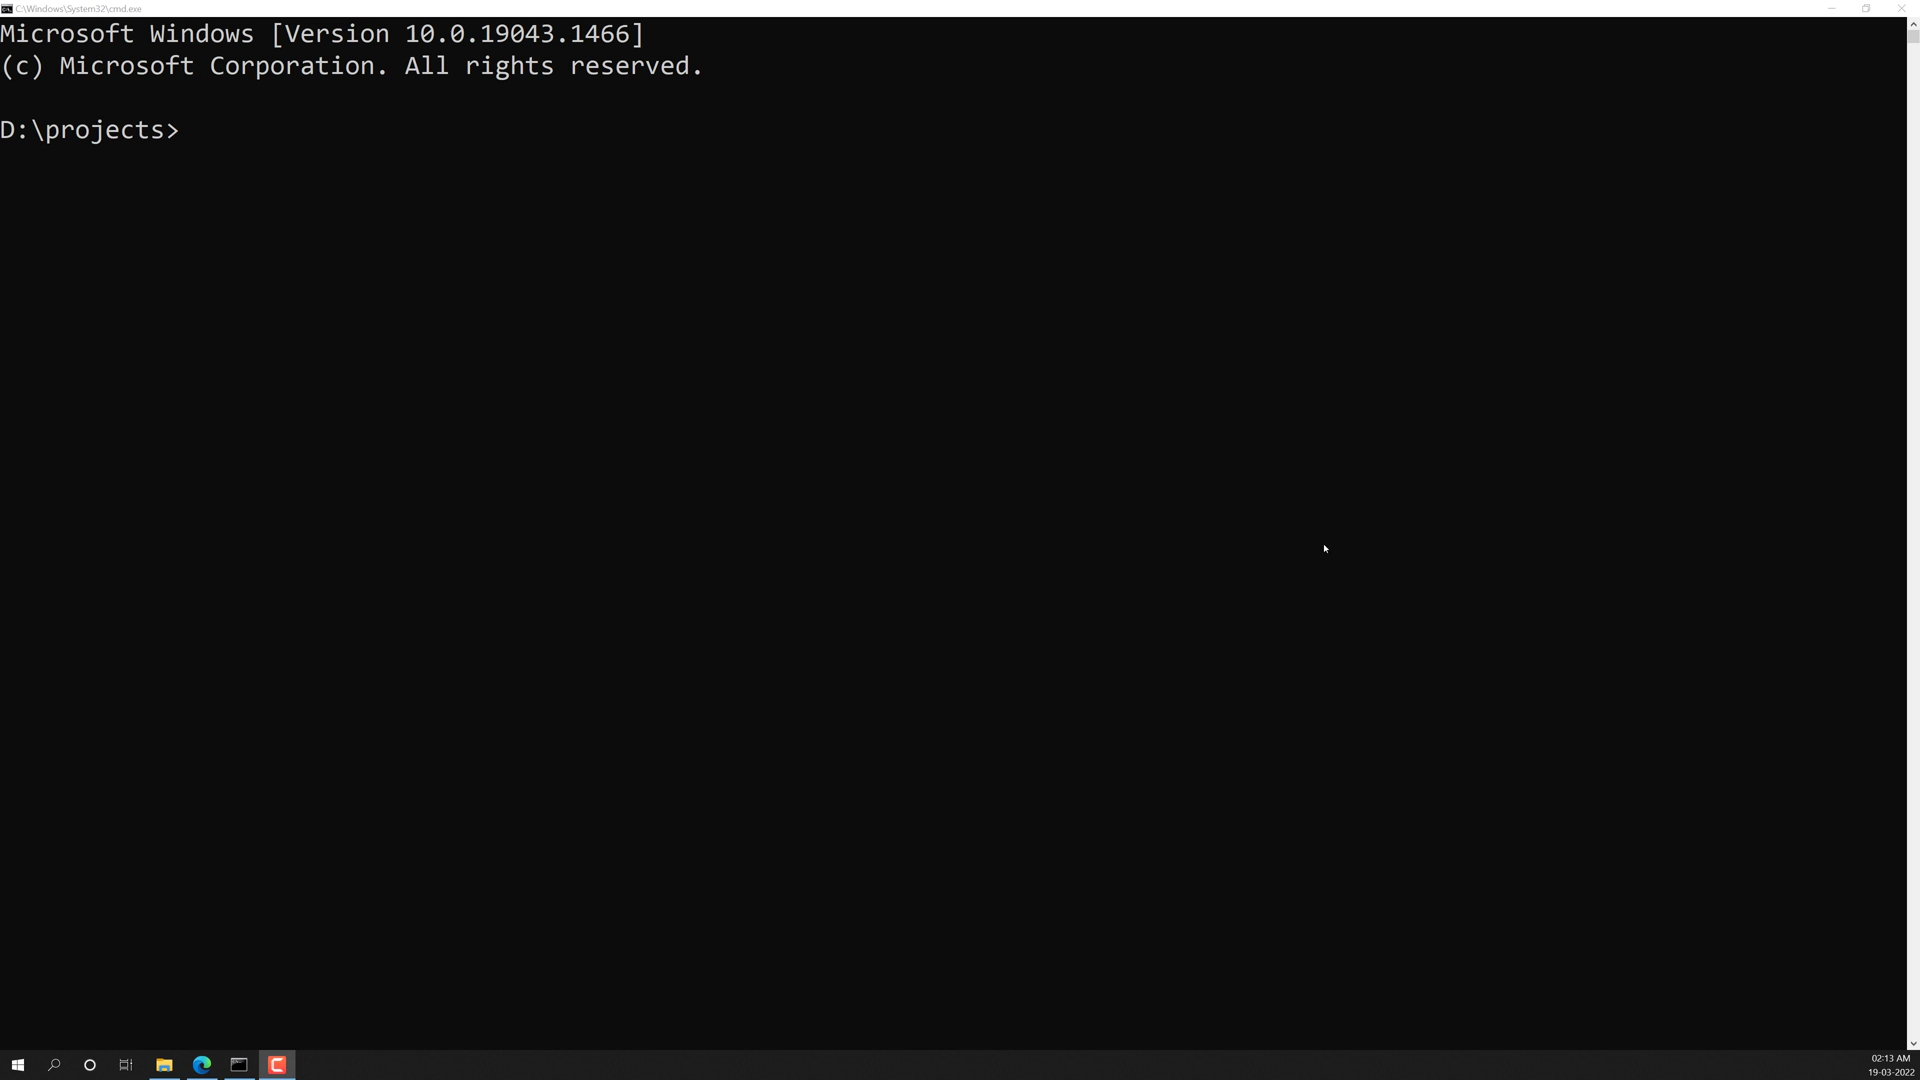 C:\Windows\System32\cmd.exe
Microsoft Windows [Version 10.0.19043.1466]
(c) Microsoft Corporation. All rights reserved.
D:\projects>
02:13 AM
19-03-2022